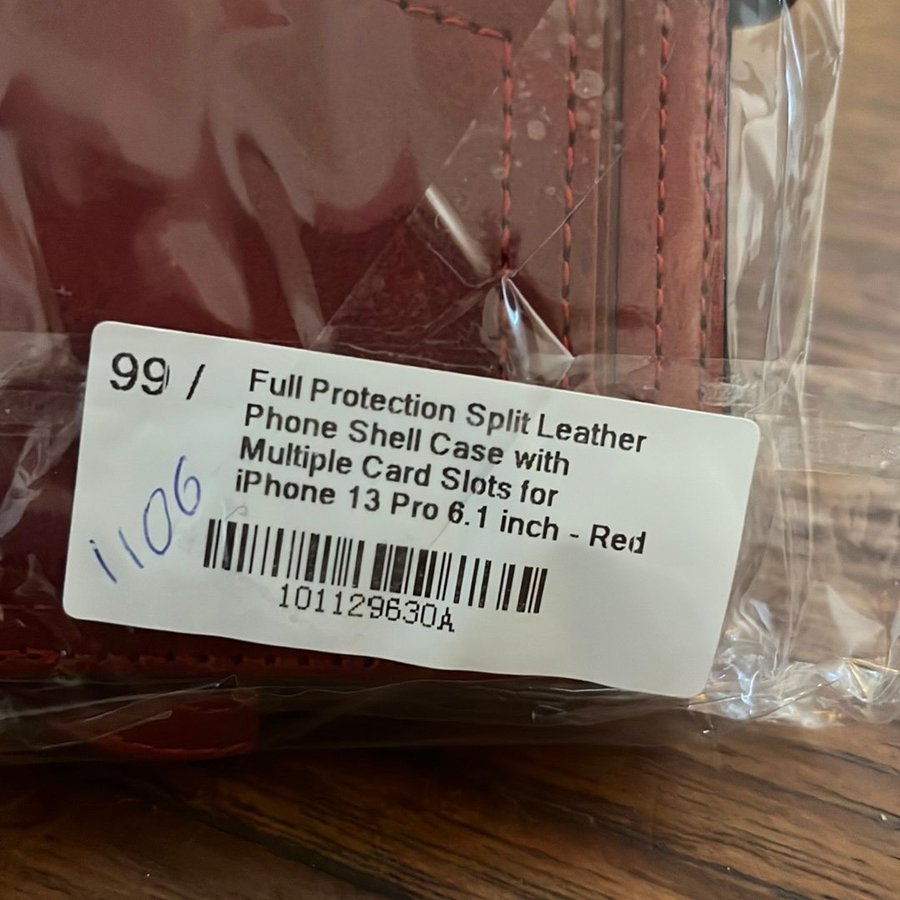 99 /
Full Protection Split Leather
Phone Shell Case with
Multiple Card Slots for
iPhone 13 Pro 6.1 inch - Red
1106
101129630A